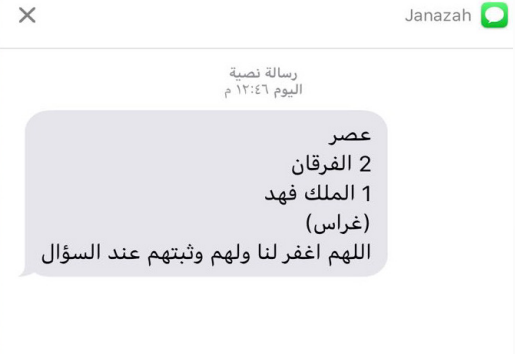 Janazah
رسالة نصية
اليوم ١٢:٤٦ م
عصر
2 الفرقان
1 الملك فهد
(غراس)
اللهم اغفر لنا ولهم وثبتهم عند السؤال